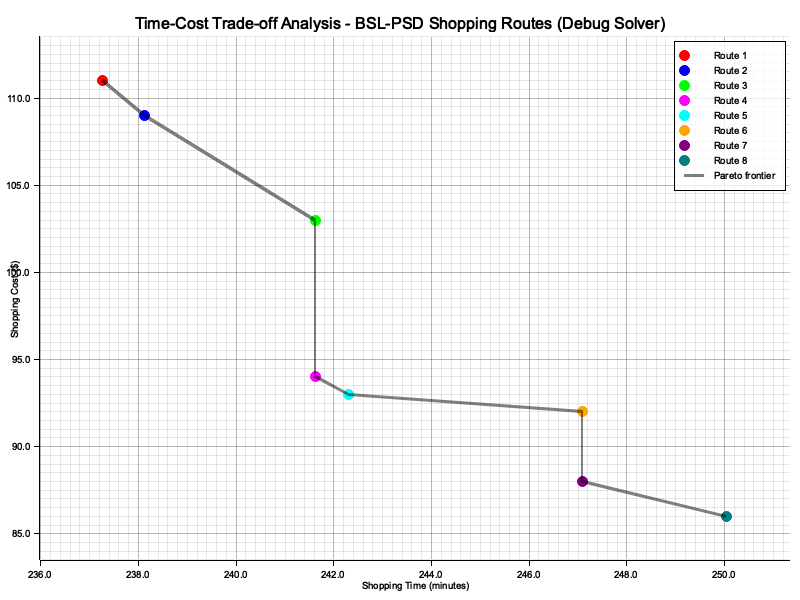 Time-Cost Trade-off Analysis - BSL-PSD Shopping Routes (Debug Solver)
Route 1
Route 2
Route 3
Route 4
Route 5
Route 6
Route 7
Route 8
Pareto frontier
110.0
105.0
100.0
95.0
90.0
85.0
Shopping Cost ($)
236.0 238.0 240.0 242.0 244.0 246.0 248.0 250.0
Shopping Time (minutes)